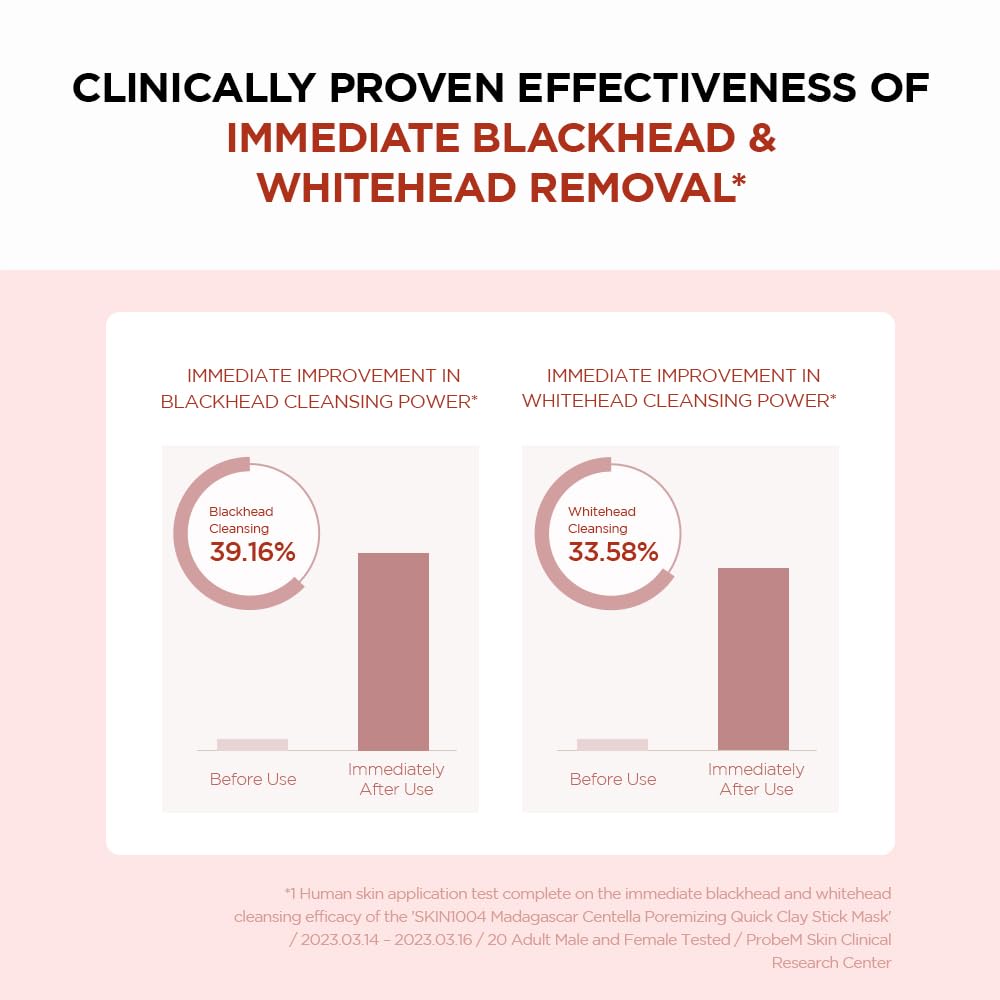 CLINICALLY PROVEN EFFECTIVENESS OF
IMMEDIATE BLACKHEAD &
WHITEHEAD REMOVAL*
IMMEDIATE IMPROVEMENT IN
BLACKHEAD CLEANSING POWER*
Blackhead
Cleansing
39.16%
Before Use
Immediately
After Use
IMMEDIATE IMPROVEMENT IN
WHITEHEAD CLEANSING POWER*
Whitehead
Cleansing
33.58%
Before Use
Immediately
After Use
*1 Human skin application test complete on the immediate blackhead and whitehead
cleansing efficacy of the 'SKIN1004 Madagascar Centella Poremizing Quick Clay Stick Mask'
/ 2023.03.14 – 2023.03.16 / 20 Adult Male and Female Tested / ProbeM Skin Clinical
Research Center